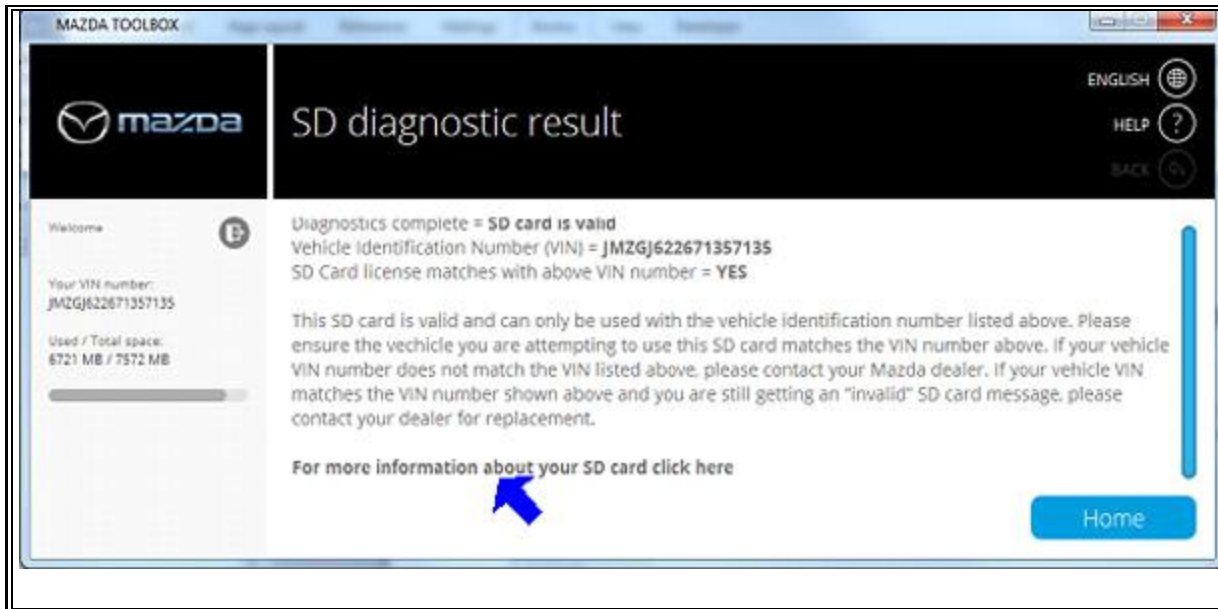 MAZDA TOOLBOX
mazda
SD diagnostic result
ENGLISH
HELP
BACK
Welcome
Your VIN number:
JMZGJ622671357135
Used / Total space:
6721 MB / 7572 MB
Diagnostics complete = SD card is valid
Vehicle Identification Number (VIN) = JMZGJ622671357135
SD Card license matches with above VIN number = YES
This SD card is valid and can only be used with the vehicle identification number listed above. Please
ensure the vechicle you are attempting to use this SD card matches the VIN number above. If your vehicle
VIN number does not match the VIN listed above, please contact your Mazda dealer. If your vehicle VIN
matches the VIN number shown above and you are still getting an "invalid" SD card message, please
contact your dealer for replacement.
For more information about your SD card click here
Home